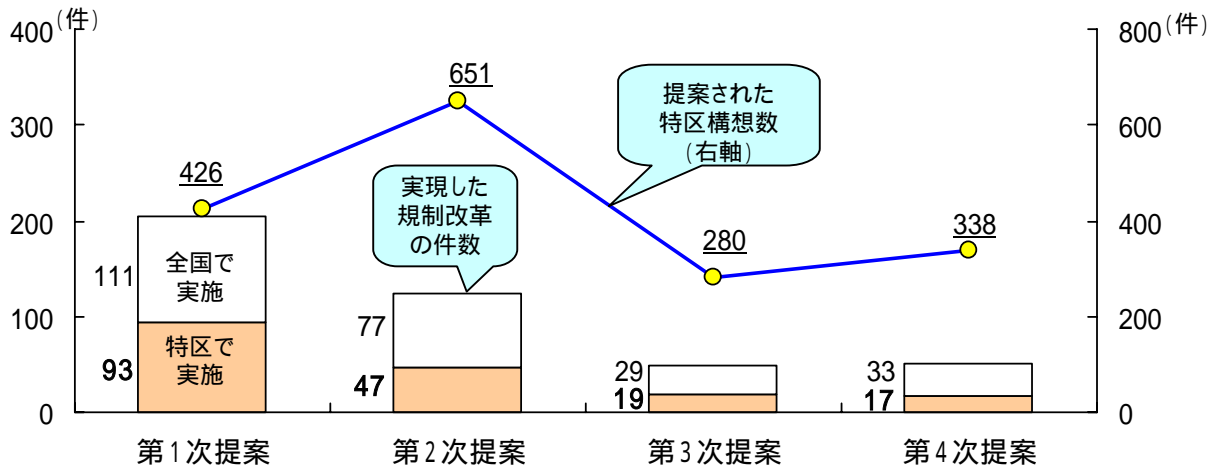 (件)
(件)
400
300
200
100
0
800
600
400
200
0
426
651
280
338
提案された
特区構想数
(右軸)
実現した
規制改革
の件数
111
全国で
実施
93
特区で
実施
77
47
29
19
33
17
第1次提案
第2次提案
第3次提案
第4次提案